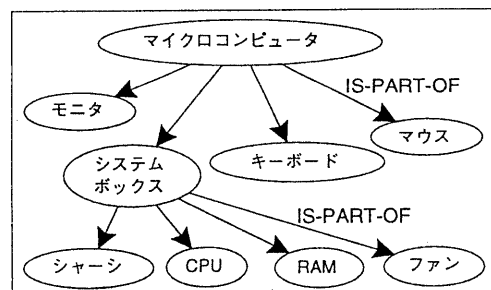 マイクロコンピュータ
IS-PART-OF
モニタ
マウス
キーボード
システム
ボックス
IS-PART-OF
シャーシ
CPU
RAM
ファン